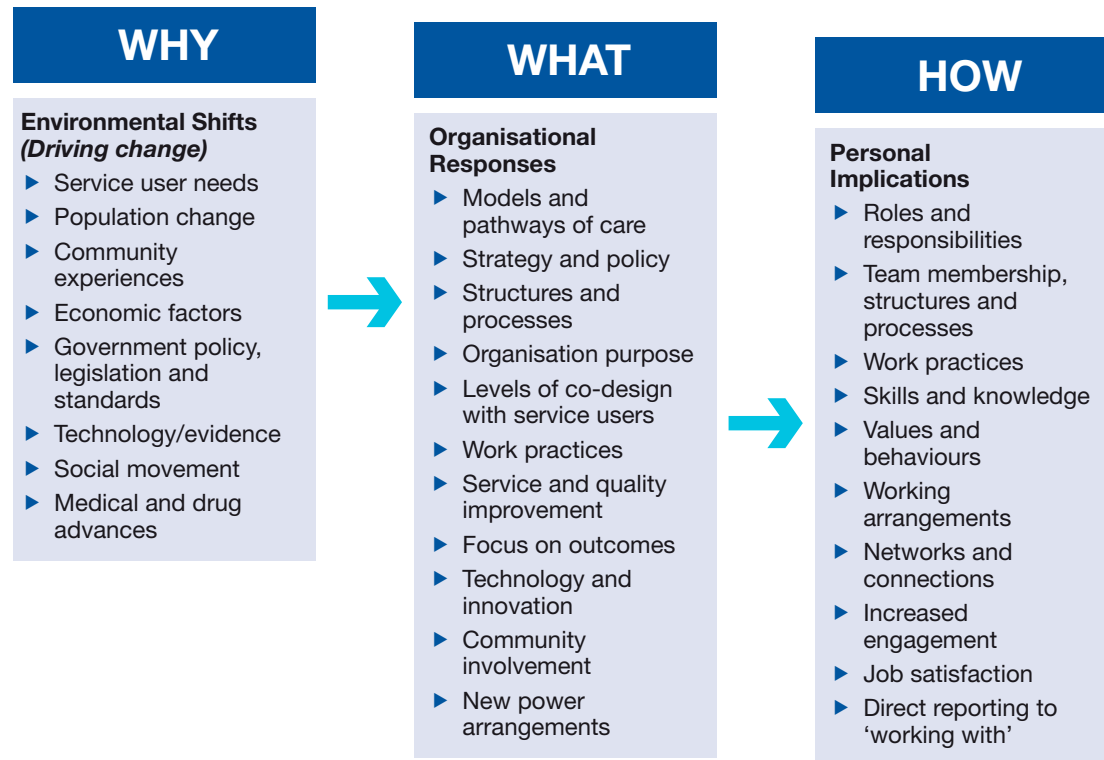 WHY
Environmental Shifts
(Driving change)
Service user needs
Population change
Community
experiences
Economic factors
Government policy,
legislation and
standards
Technology/evidence
Social movement
Medical and drug
advances
WHAT
Organisational
Responses
Models and
pathways of care
Strategy and policy
Structures and
processes
Organisation purpose
Levels of co-design
with service users
Work practices
Service and quality
improvement
Focus on outcomes
Technology and
innovation
Community
involvement
New power
arrangements
HOW
Personal
Implications
Roles and
responsibilities
Team membership,
structures and
processes
Work practices
Skills and knowledge
Values and
behaviours
Working
arrangements
Networks and
connections
Increased
engagement
Job satisfaction
Direct reporting to
‘working with’